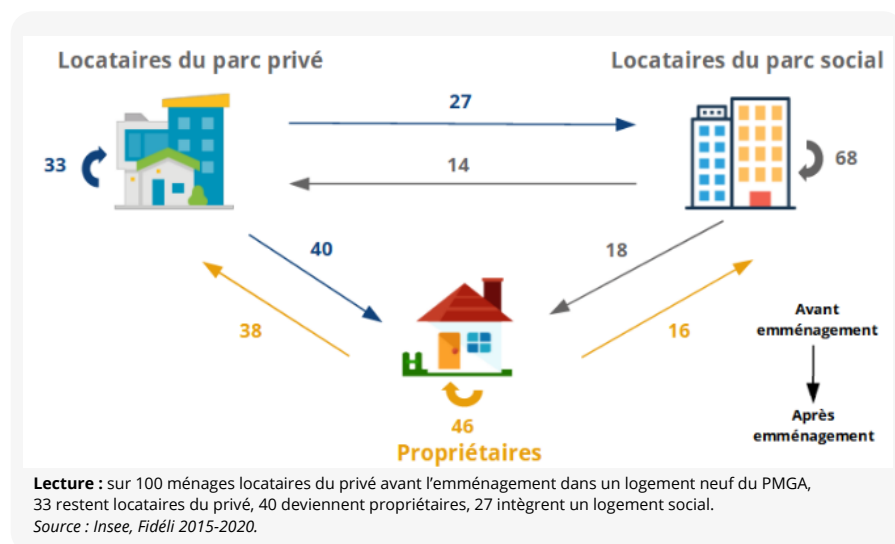 Locataires du parc privé
Locataires du parc social
27
33
14
68
40
18
38
16
Avant
emménagement
Après
emménagement
46
Propriétaires
Lecture : sur 100 ménages locataires du privé avant l’emménagement dans un logement neuf du PMGA,
33 restent locataires du privé, 40 deviennent propriétaires, 27 intègrent un logement social.
Source : Insee, Fidéli 2015-2020.